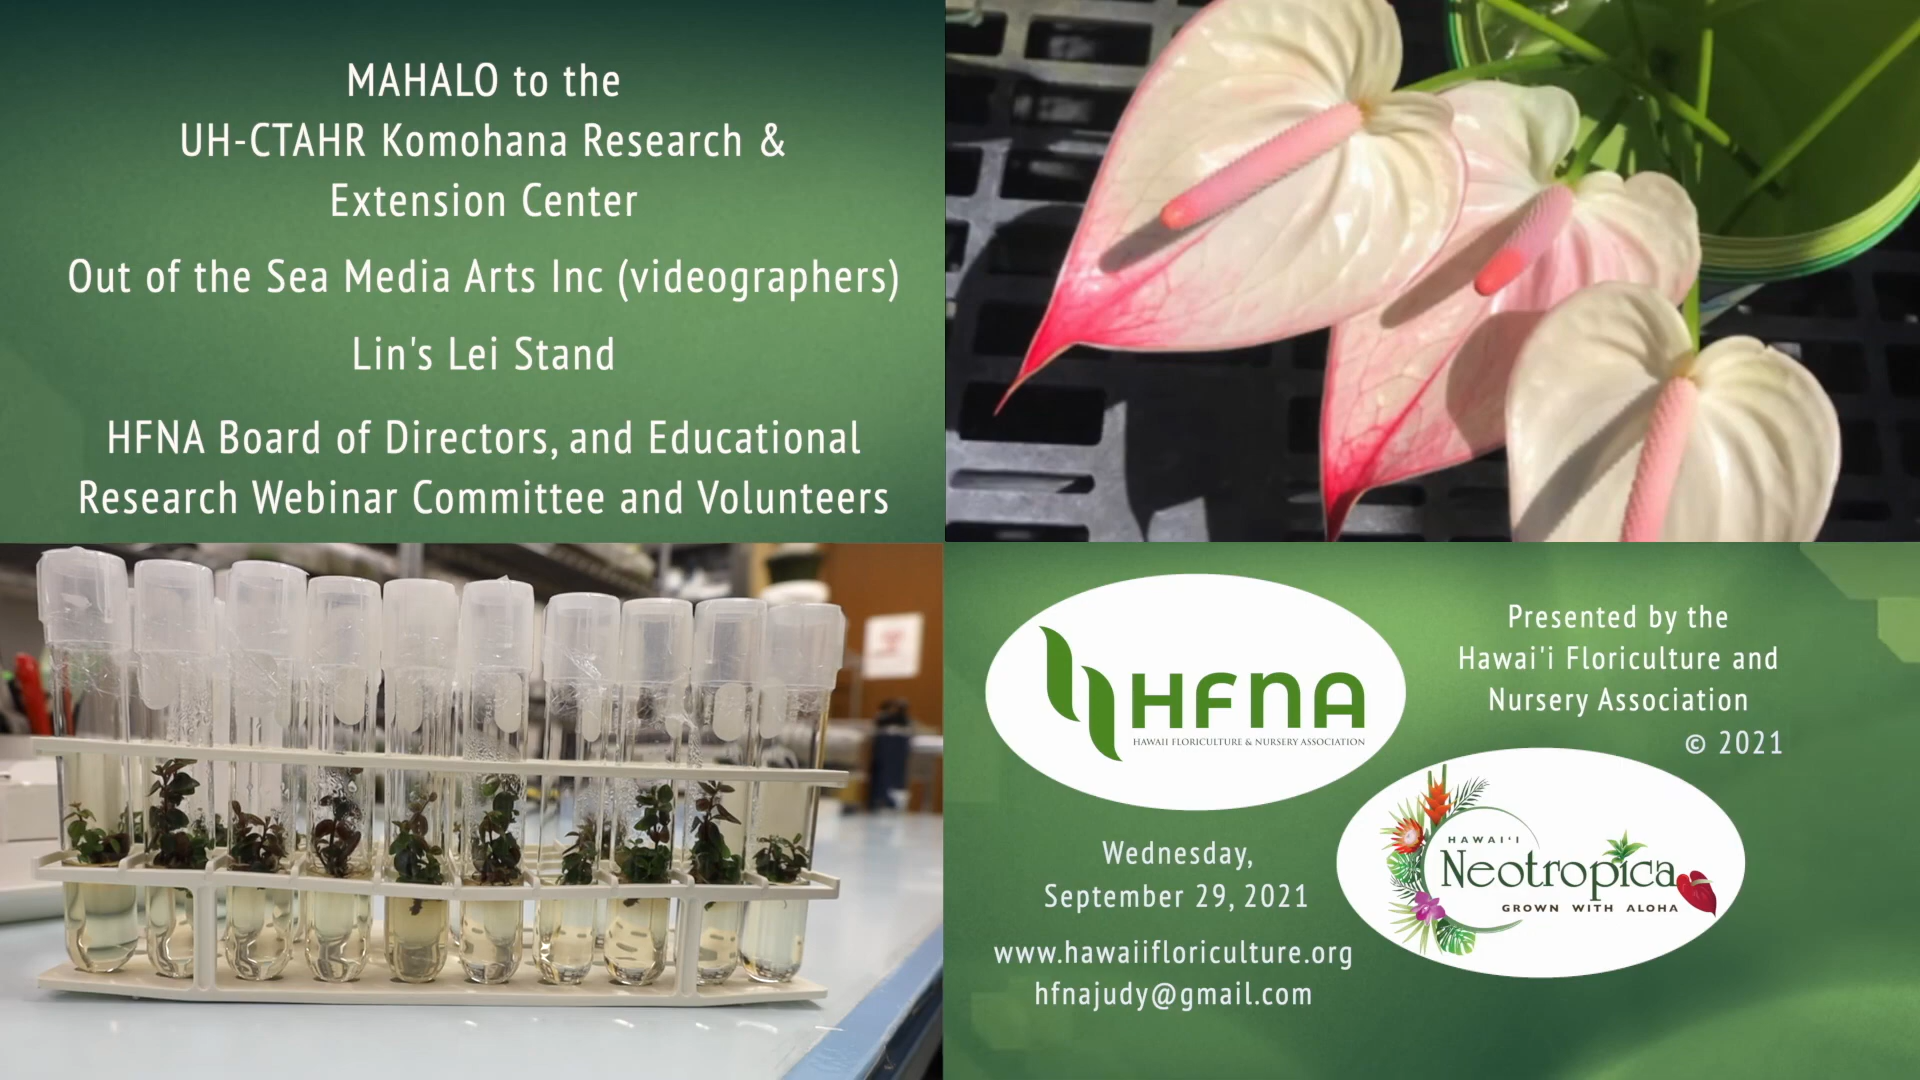 MAHALO to the
UH-CTAHR Komohana Research &
Extension Center
Out of the Sea Media Arts Inc (videographers)
Lin's Lei Stand
HFNA Board of Directors, and Educational
Research Webinar Committee and Volunteers
HFNA
HAWAII FLORICULTURE & NURSERY ASSOCIATION
Presented by the
Hawai'i Floriculture and
Nursery Association
© 2021
Wednesday,
September 29, 2021
www.hawaiifloriculture.org
hfnajudy@gmail.com
HAWAI'I
Neotropica
GROWN WITH ALOHA